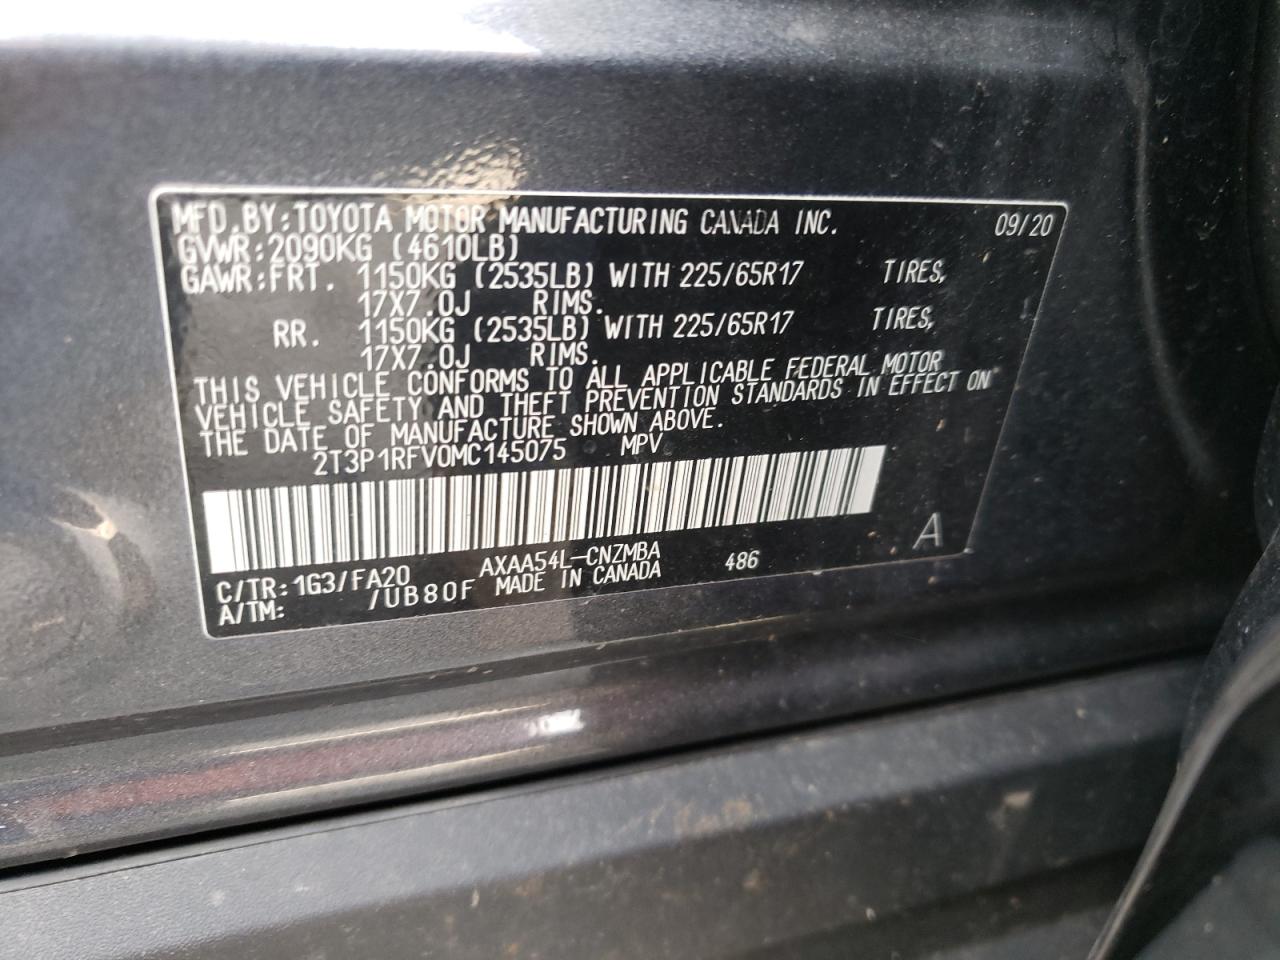 MFD.BY:TOYOTA MOTOR MANUFACTURING CANADA INC. 09/20
GVWR:2090KG (4610LB)
GAWR:FRT. 1150KG (2535LB) WITH 225/65R17 TIRES,
17X7.0J RIMS.
RR. 1150KG (2535LB) WITH 225/65R17 TIRES,
17X7.0J RIMS.
THIS VEHICLE CONFORMS TO ALL APPLICABLE FEDERAL MOTOR
VEHICLE SAFETY AND THEFT PREVENTION STANDARDS IN EFFECT ON
THE DATE OF MANUFACTURE SHOWN ABOVE.
2T3P1RFV0MC145075 MPV
C/TR:1G3/FA20 AXAA54L-CNZMBA 486 A
A/TM: /UB80F MADE IN CANADA